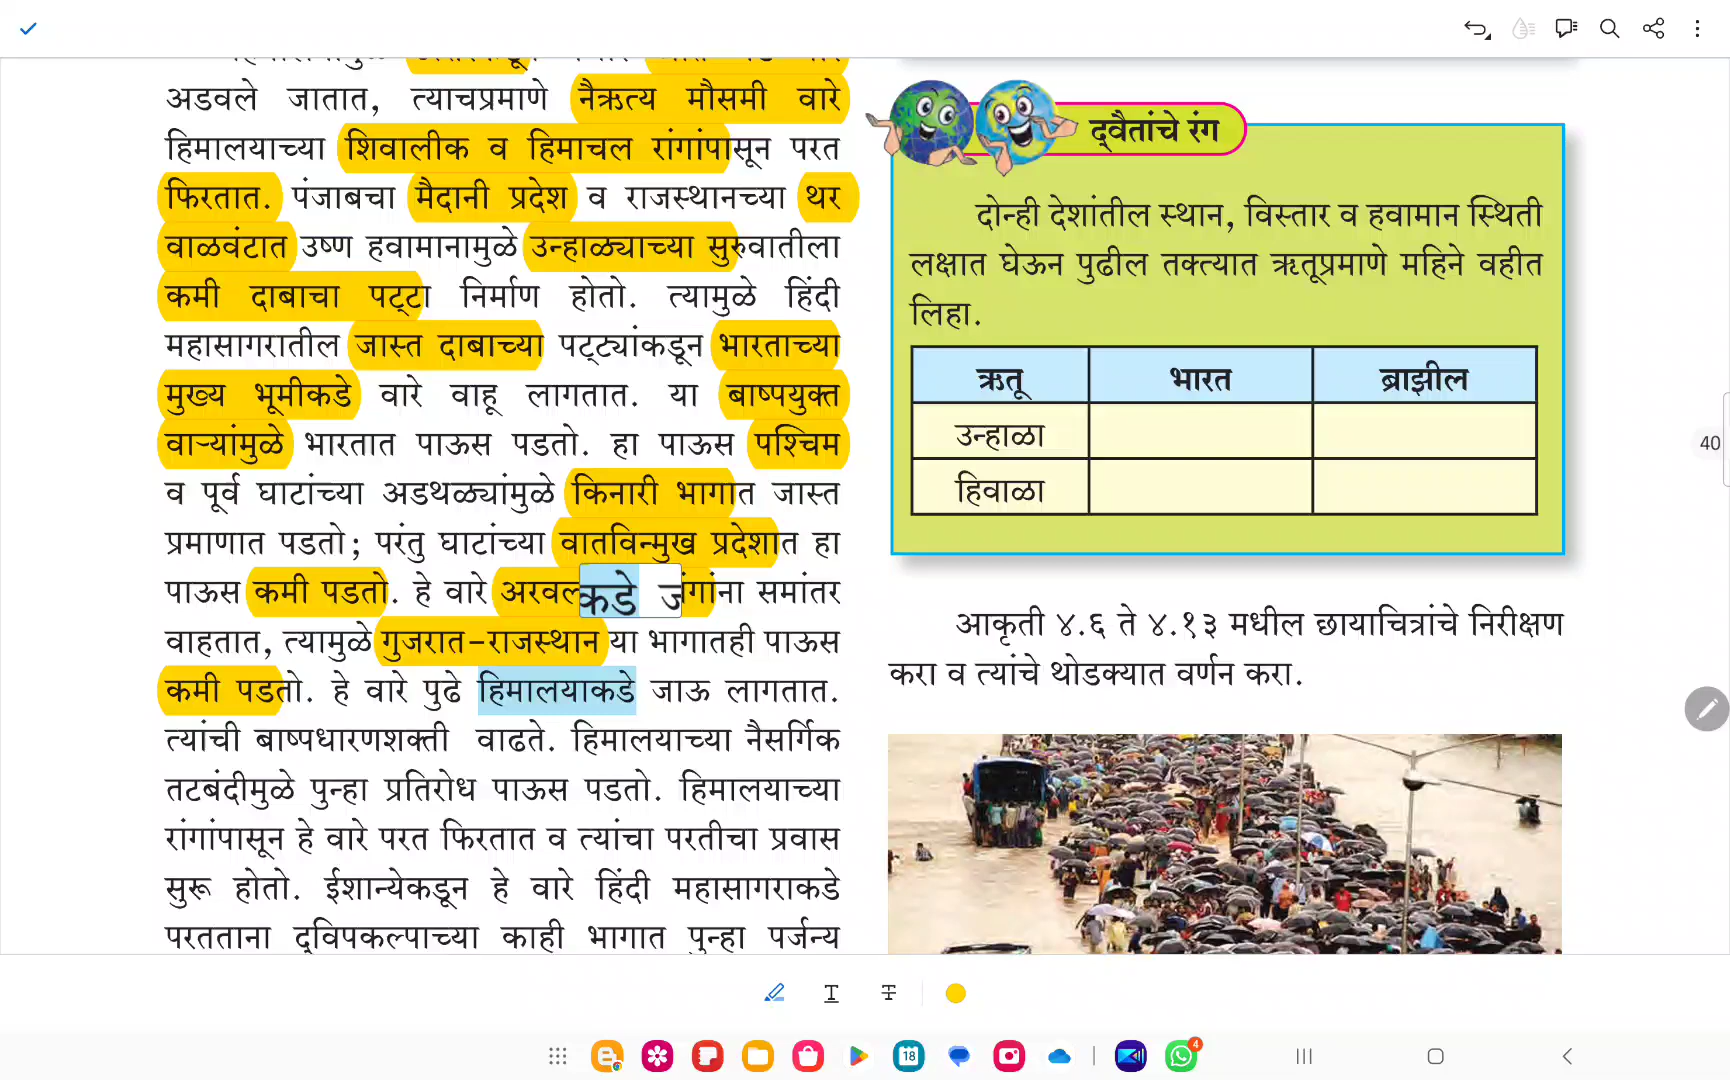 अडवले जातात, त्याचप्रमाणे नैऋत्य मौसमी वारे
हिमालयाच्या शिवालीक व हिमाचल रांगांपासून परत
फिरतात. पंजाबचा मैदानी प्रदेश व राजस्थानच्या थर
वाळवंटात उष्ण हवामानामुळे उन्हाळ्याच्या सुरुवातीला
कमी दाबाचा पट्टा निर्माण होतो. त्यामुळे हिंदी
महासागरातील जास्त दाबाच्या पट्ट्यांकडून भारताच्या
मुख्य भूमीकडे वारे वाहू लागतात. या बाष्पयुक्त
वाऱ्यांमुळे भारतात पाऊस पडतो. हा पाऊस पश्चिम
व पूर्व घाटांच्या अडथळ्यांमुळे किनारी भागात जास्त
प्रमाणात पडतो; परंतु घाटांच्या वातविन्मुख प्रदेशात हा
पाऊस कमी पडतो. हे वारे समांतर
वाहतात, त्यामुळे गुजरात-राजस्थान या भागातही पाऊस
कमी पडतो. हे वारे पुढे हिमालयाकडे जाऊ लागतात.
त्यांची बाष्पधारणशक्ती वाढते. हिमालयाच्या नैसर्गिक
तटबंदीमुळे पुन्हा प्रतिरोध पाऊस पडतो. हिमालयाच्या
रांगांपासून हे वारे परत फिरतात व त्यांचा परतीचा प्रवास
सुरू होतो. ईशान्येकडून हे वारे हिंदी महासागराकडे
परतताना द्विपकल्पाच्या काही भागात पुन्हा पर्जन्य
द्वैतांचे रंग
दोन्ही देशांतील स्थान, विस्तार व हवामान स्थिती
लक्षात घेऊन पुढील तक्त्यात ऋतूप्रमाणे महिने वहीत
लिहा.
ऋतू भारत ब्राझील
उन्हाळा
हिवाळा
आकृती ४.६ ते ४.१३ मधील छायाचित्रांचे निरीक्षण
करा व त्यांचे थोडक्यात वर्णन करा.
40
18
4